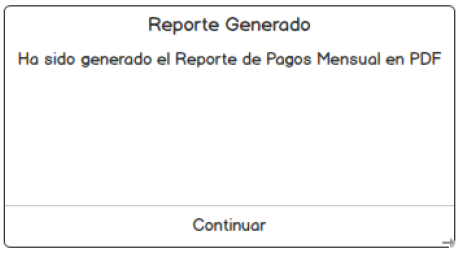 Reporte Generado
Ha sido generado el Reporte de Pagos Mensual en PDF
Continuar